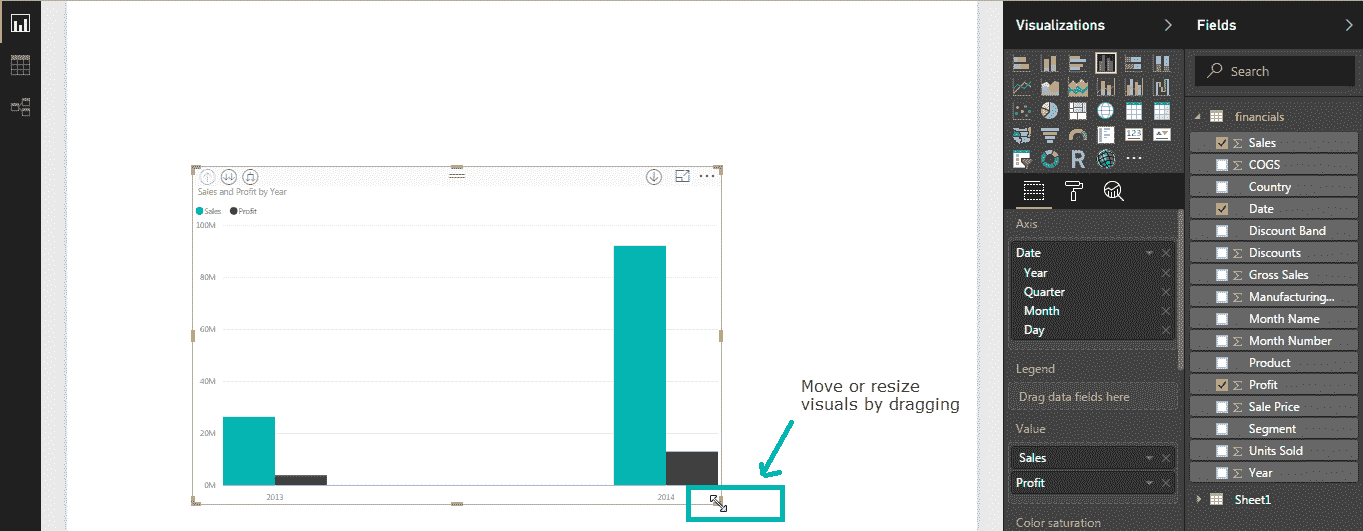 Visualizations
Fields
Search
financials
Sales
COGS
Country
Date
Discount Band
Discounts
Gross Sales
Manufacturing...
Month Name
Month Number
Product
Profit
Sale Price
Segment
Units Sold
Year
Sheet1
R
123
Axis
Date
Year
Quarter
Month
Day
Legend
Drag data fields here
Value
Sales
Profit
Color saturation
Sales and Profit by Year
Sales Profit
100M
80M
60M
40M
20M
0M
2013 2014
Move or resize
visuals by dragging